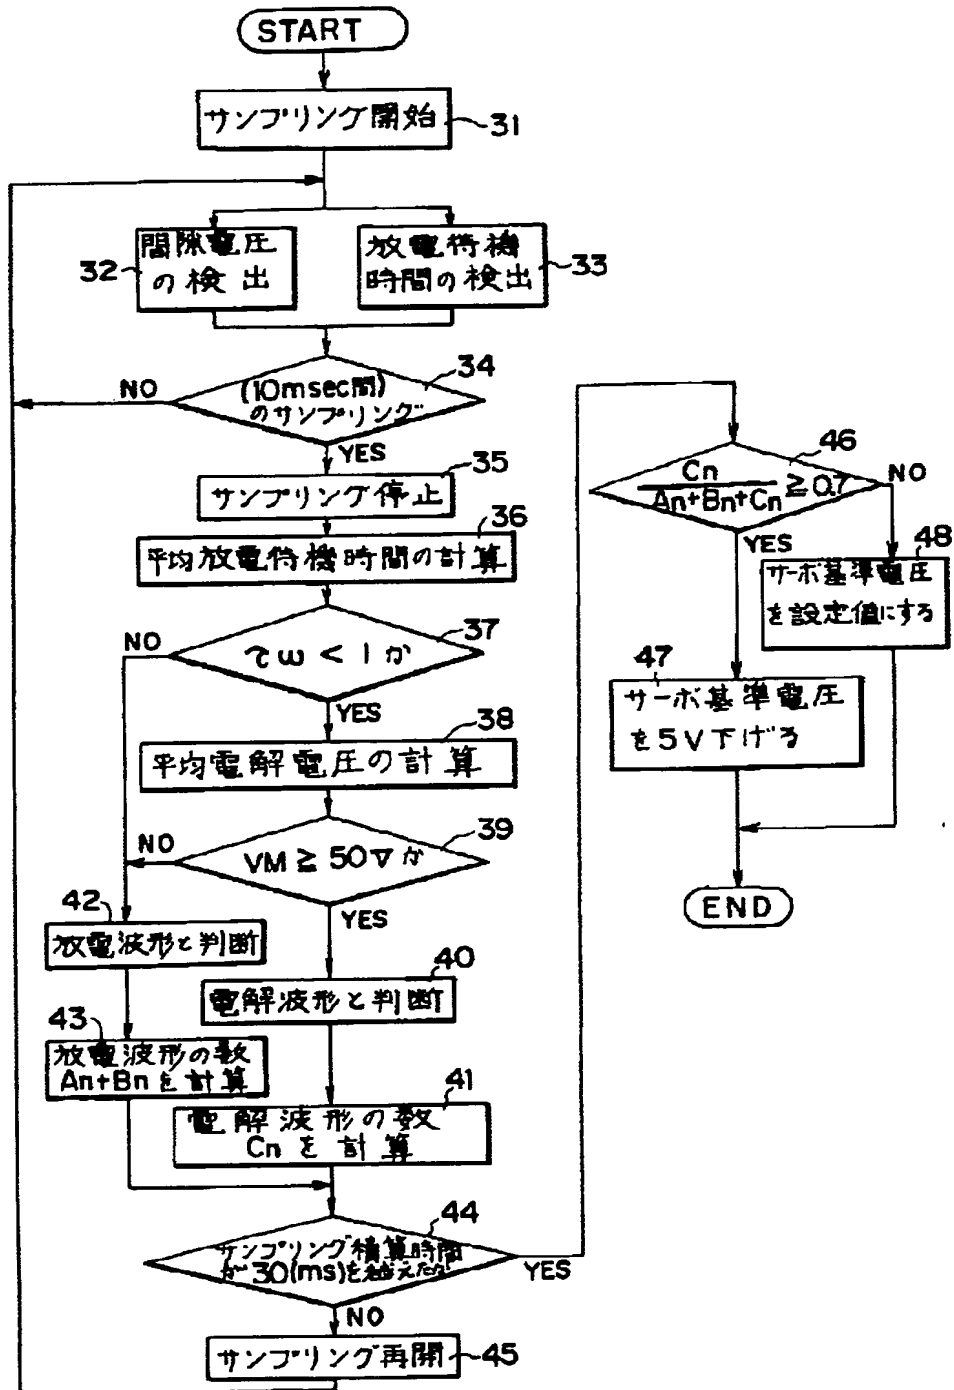 START
サンプリング開始
31
間隙電圧
の検出
32
放電待機
時間の検出
33
34
(10msec間)
のサンプリング
NO
YES
35
サンプリング停止
36
平均放電待機時間の計算
37
τω < 1か
NO
YES
38
平均電解電圧の計算
39
VM ≧ 50Vか
NO
YES
42
放電波形と判断
40
電解波形と判断
43
放電波形の数
An+Bnを計算
41
電解波形の数
Cnを計算
44
サンプリング積算時間
が30(ms)を越えたか
YES
NO
サンプリング再開
45
46
Cn
An+Bn+Cn
≧0.7
NO
YES
48
サーボ基準電圧
を設定値にする
47
サーボ基準電圧
を5V下げる
END